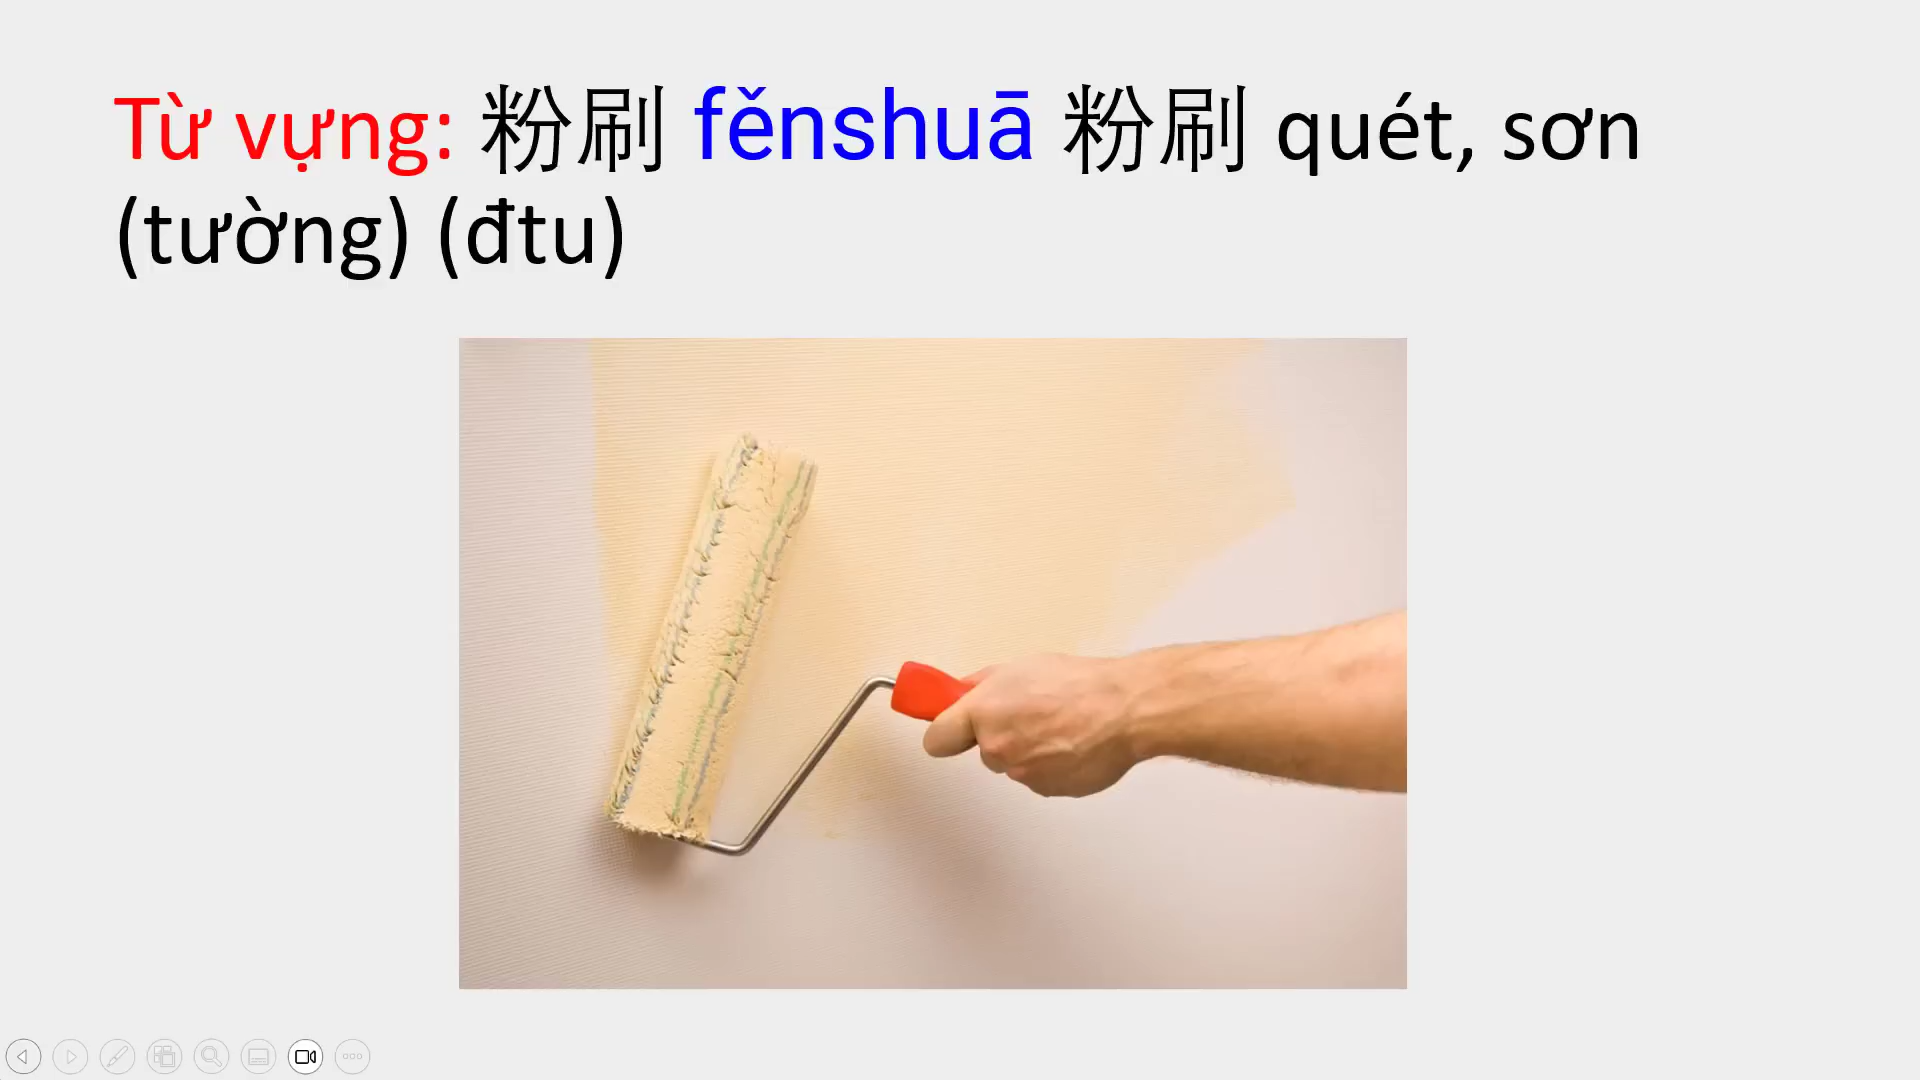 Từ vựng: 粉刷 fěnshuā 粉刷 quét, sơn
(tường) (đtu)